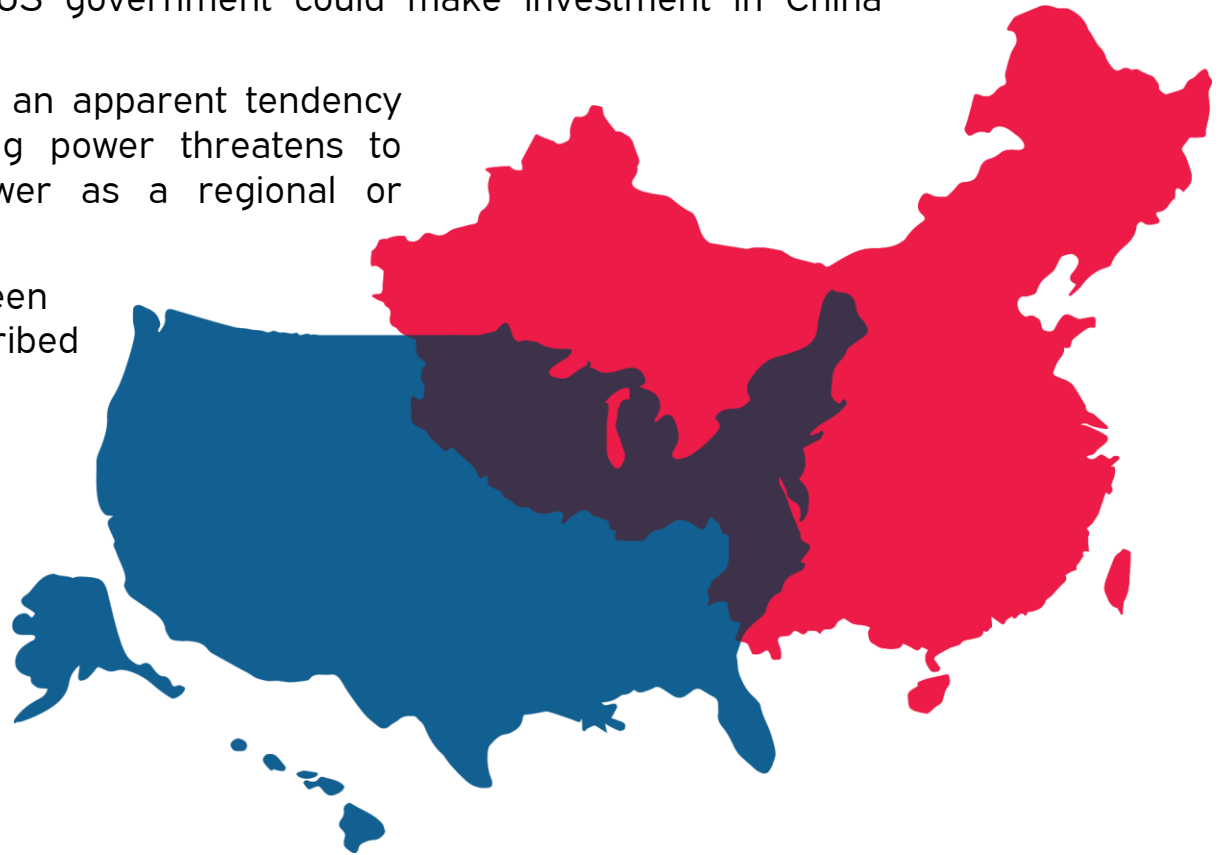 US government could make investment in China
an apparent tendency
g power threatens to
wer as a regional or
een
ribed